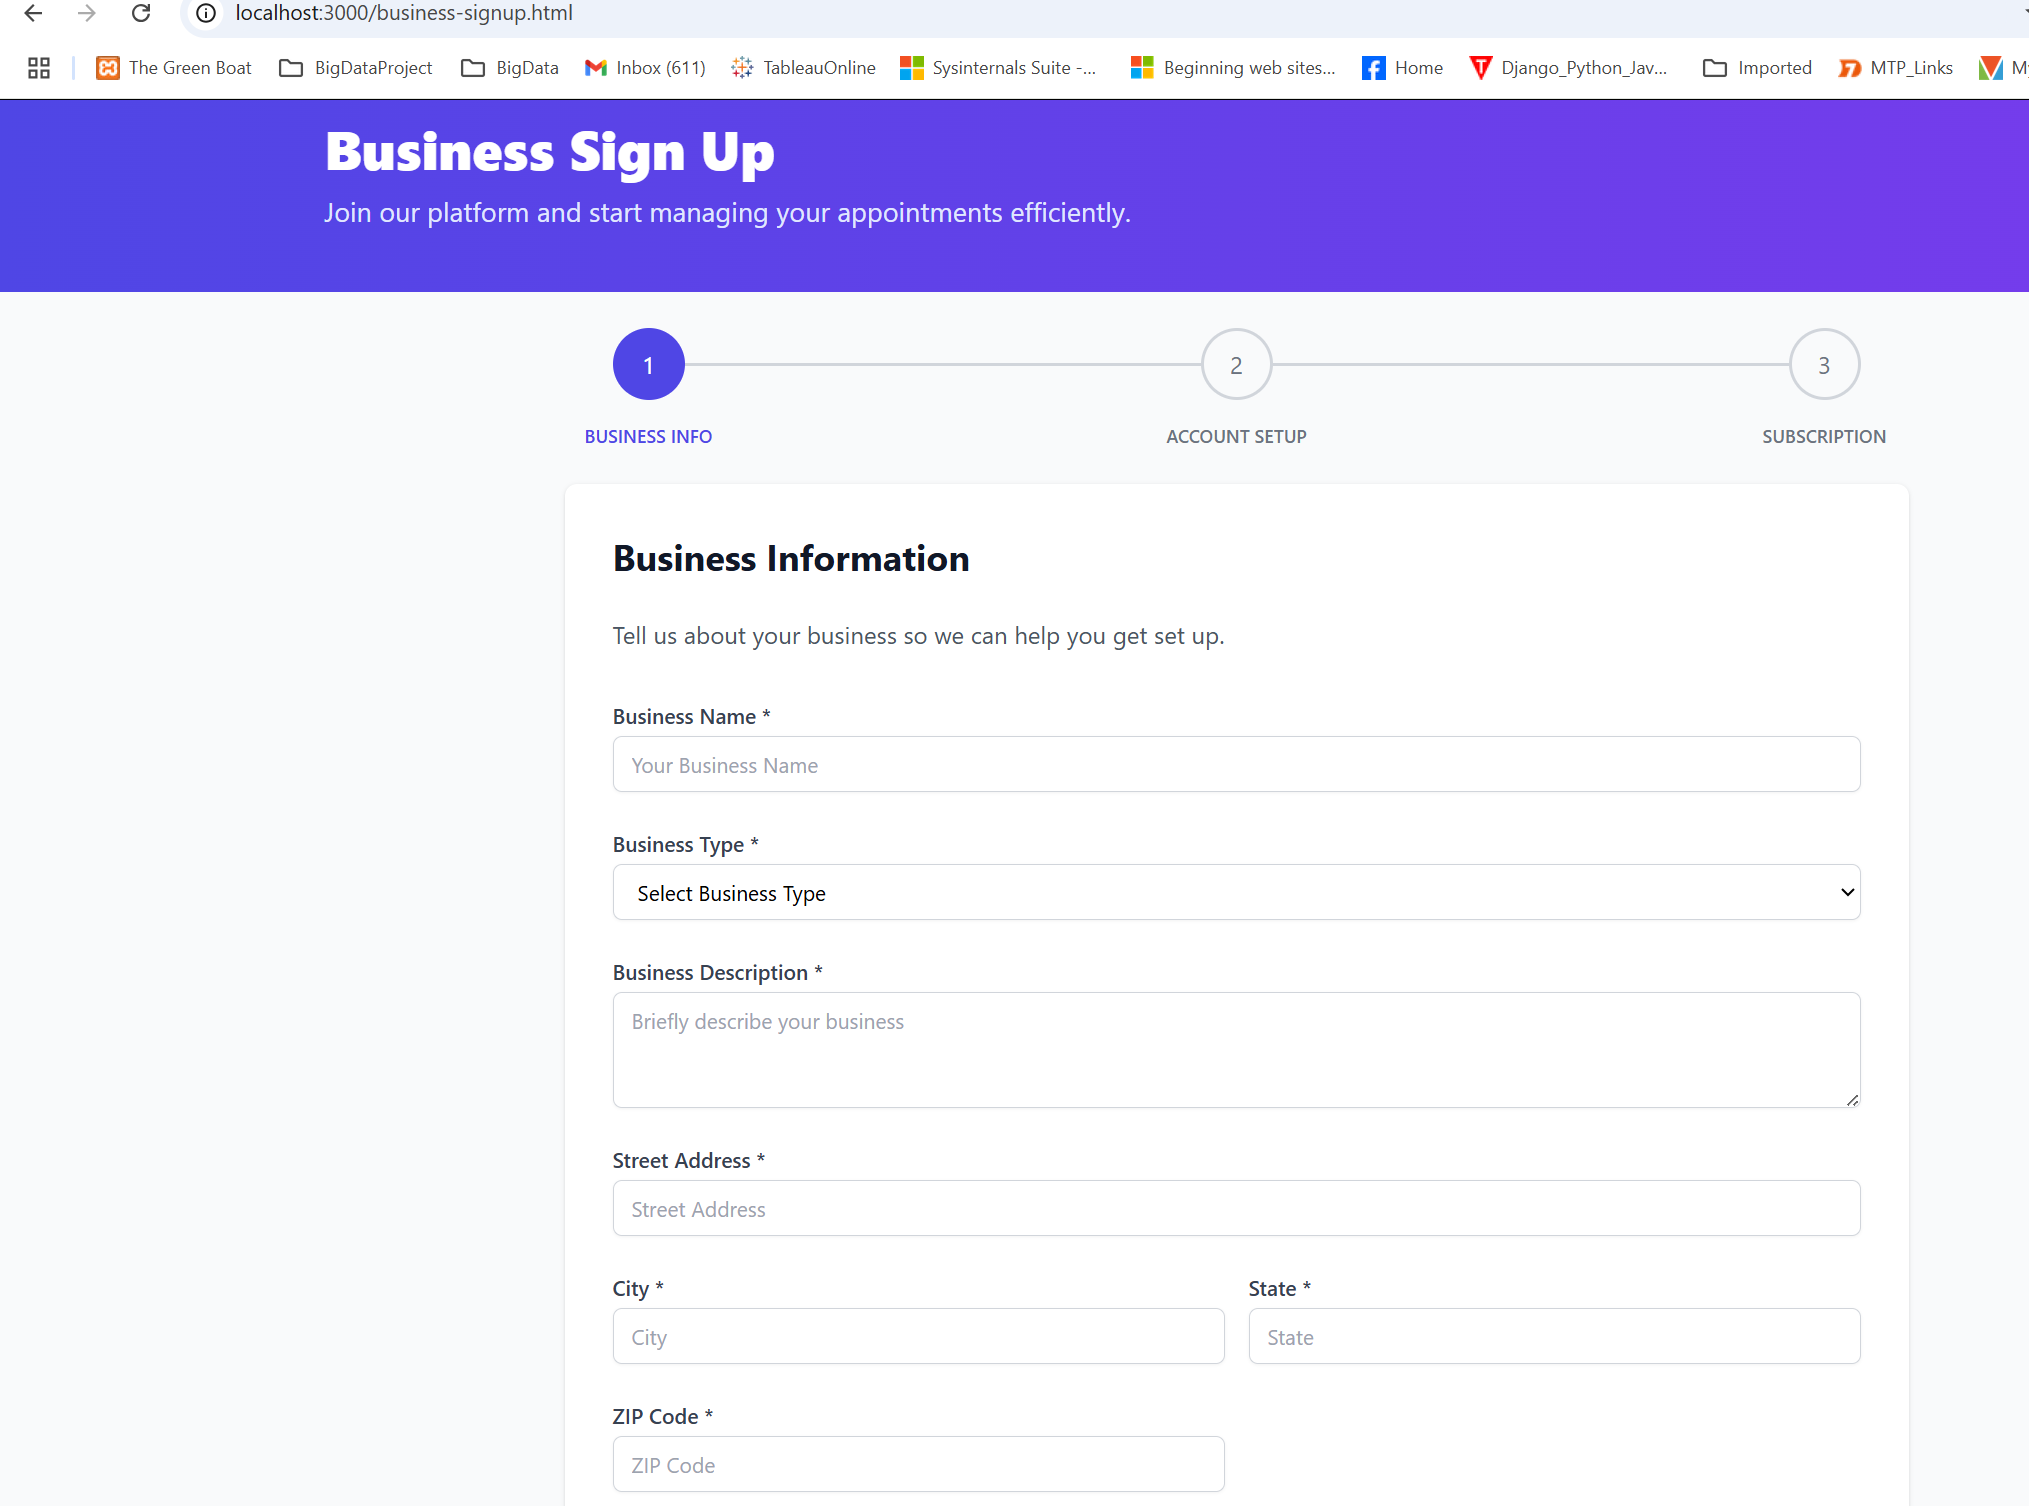 localhost:3000/business-signup.html
The Green Boat BigDataProject BigData Inbox (611) TableauOnline Sysinternals Suite -... Beginning web sites... Home Django_Python_Jav... Imported MTP_Links
Business Sign Up
Join our platform and start managing your appointments efficiently.
1 2 3
BUSINESS INFO ACCOUNT SETUP SUBSCRIPTION
Business Information
Tell us about your business so we can help you get set up.
Business Name *
Your Business Name
Business Type *
Select Business Type
Business Description *
Briefly describe your business
Street Address *
Street Address
City * State *
City State
ZIP Code *
ZIP Code